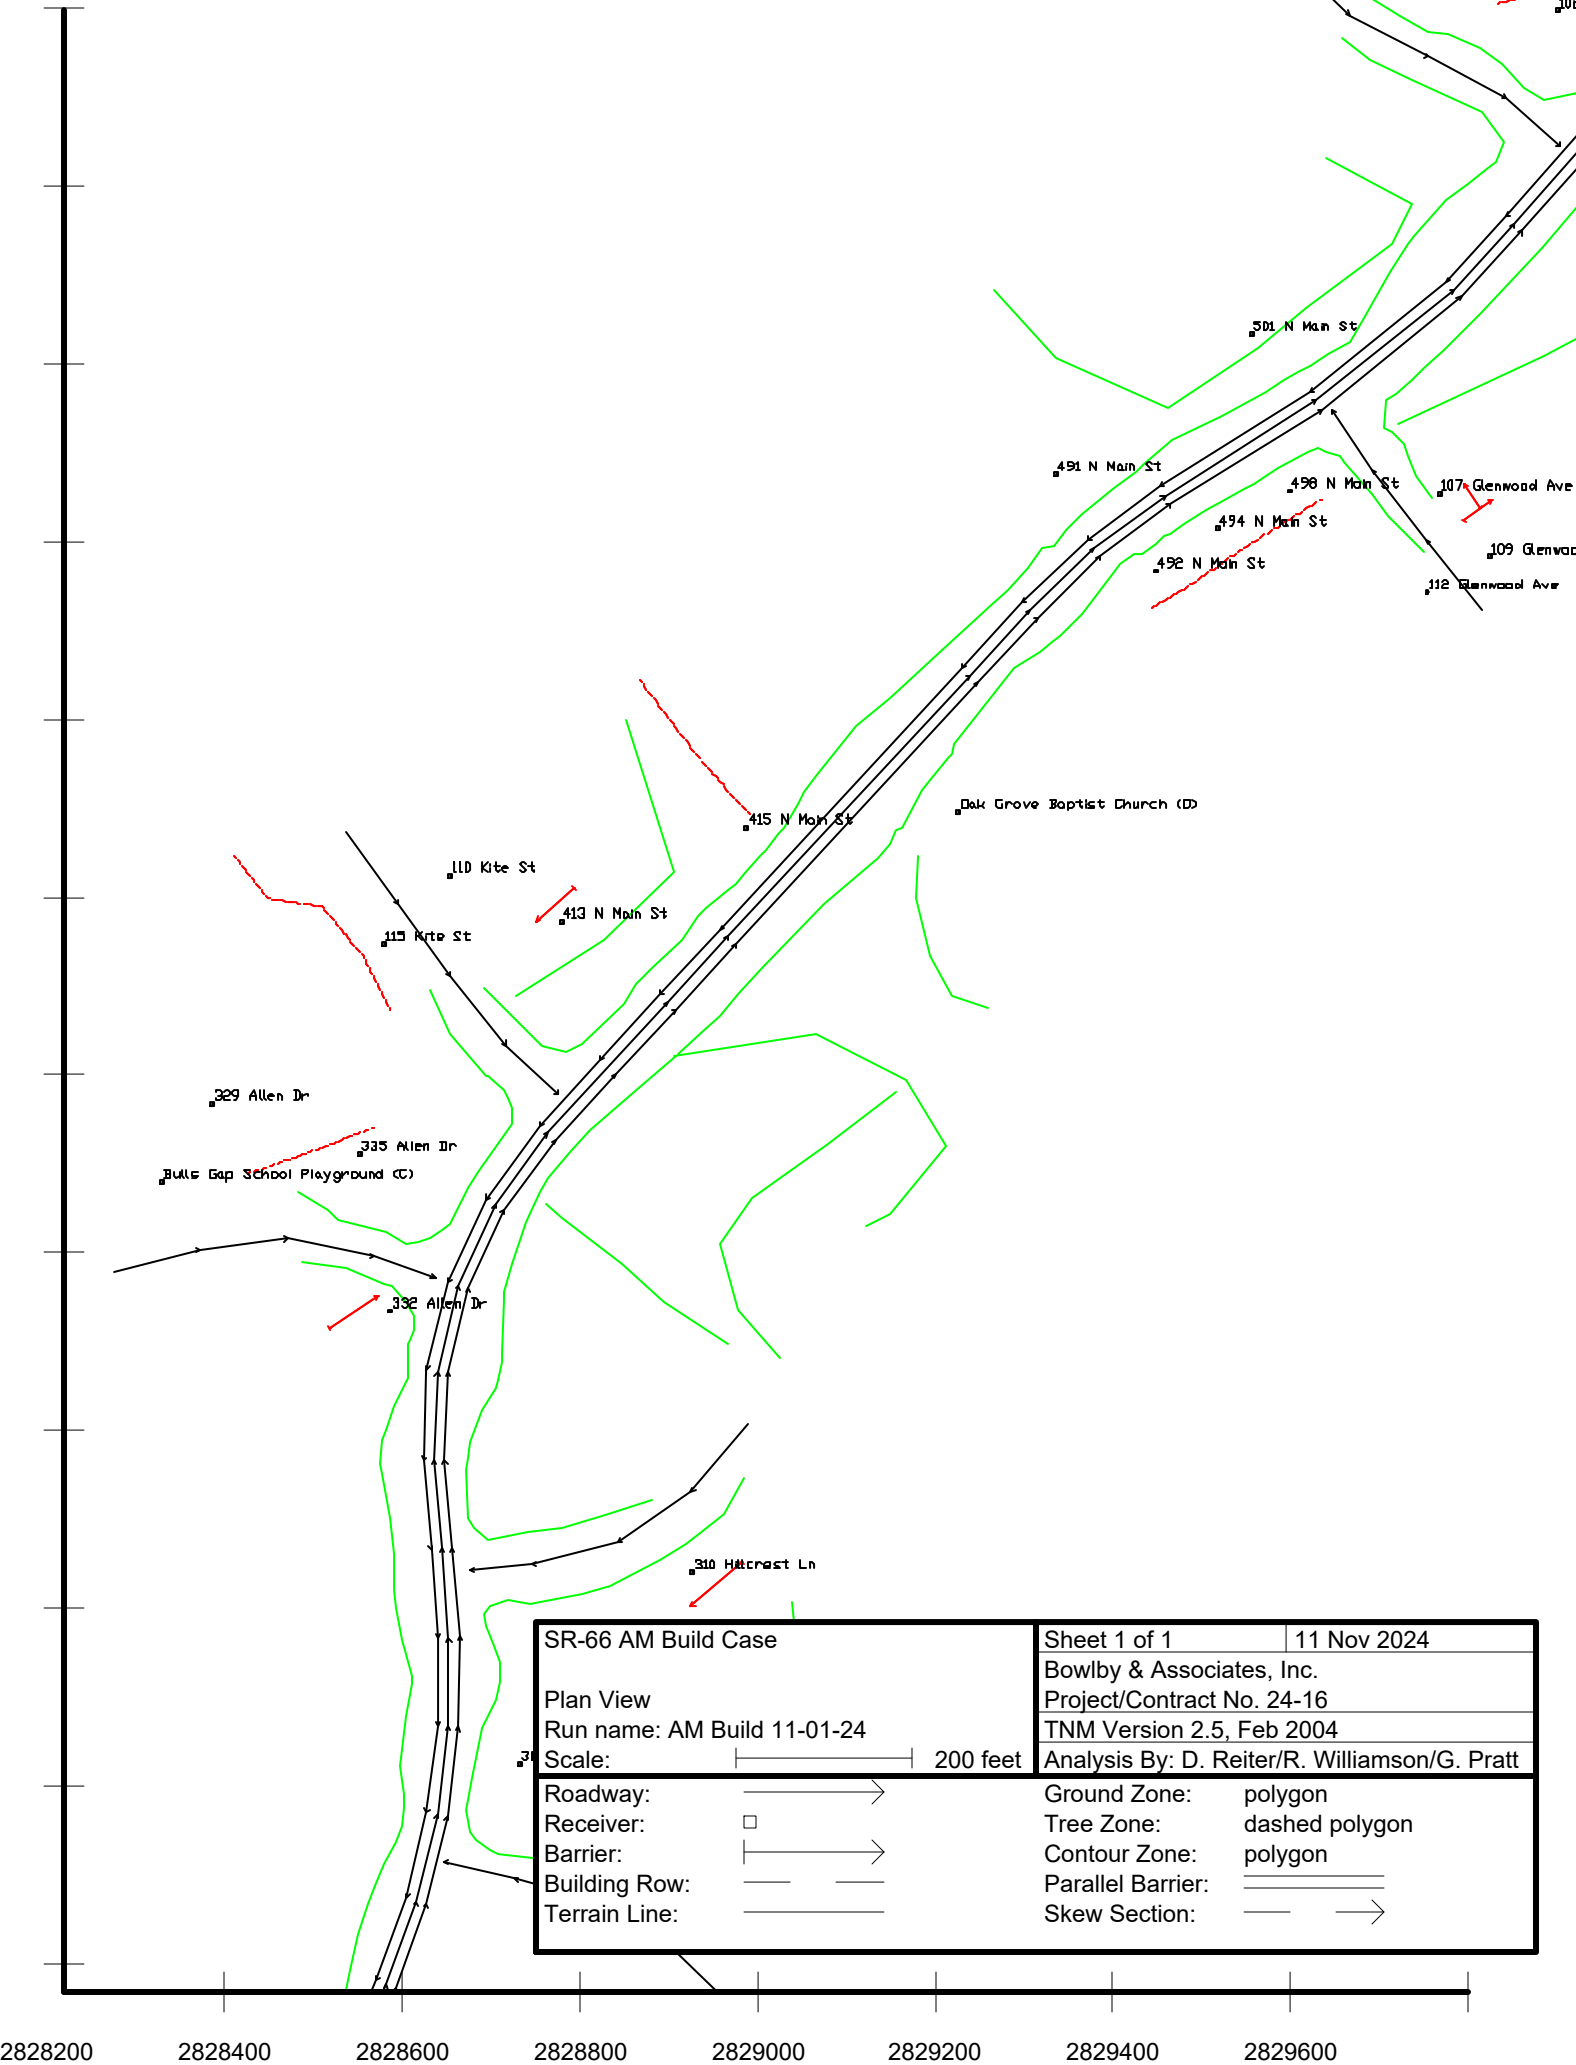 501 N Main St
491 N Main St
498 N Main St
107 Glenwood Ave
494 N Main St
109
492 N Main St
112 Glenwood Ave
Oak Grove Baptist Church (D)
415 N Main St
110 Kite St
413 N Main St
115 Kite St
329 Allen Dr
335 Allen Dr
Bulls Gap School Playground (C)
332 Allen Dr
310 Hillcrest Ln
SR-66 AM Build Case
Sheet 1 of 1
11 Nov 2024
Bowlby & Associates, Inc.
Plan View
Project/Contract No. 24-16
Run name: AM Build 11-01-24
TNM Version 2.5, Feb 2004
Scale:
200 feet
Analysis By: D. Reiter/R. Williamson/G. Pratt
Roadway:
Ground Zone: polygon
Receiver:
Tree Zone: dashed polygon
Barrier:
Contour Zone: polygon
Building Row:
Parallel Barrier:
Terrain Line:
Skew Section:
2828200 2828400 2828600 2828800 2829000 2829200 2829400 2829600